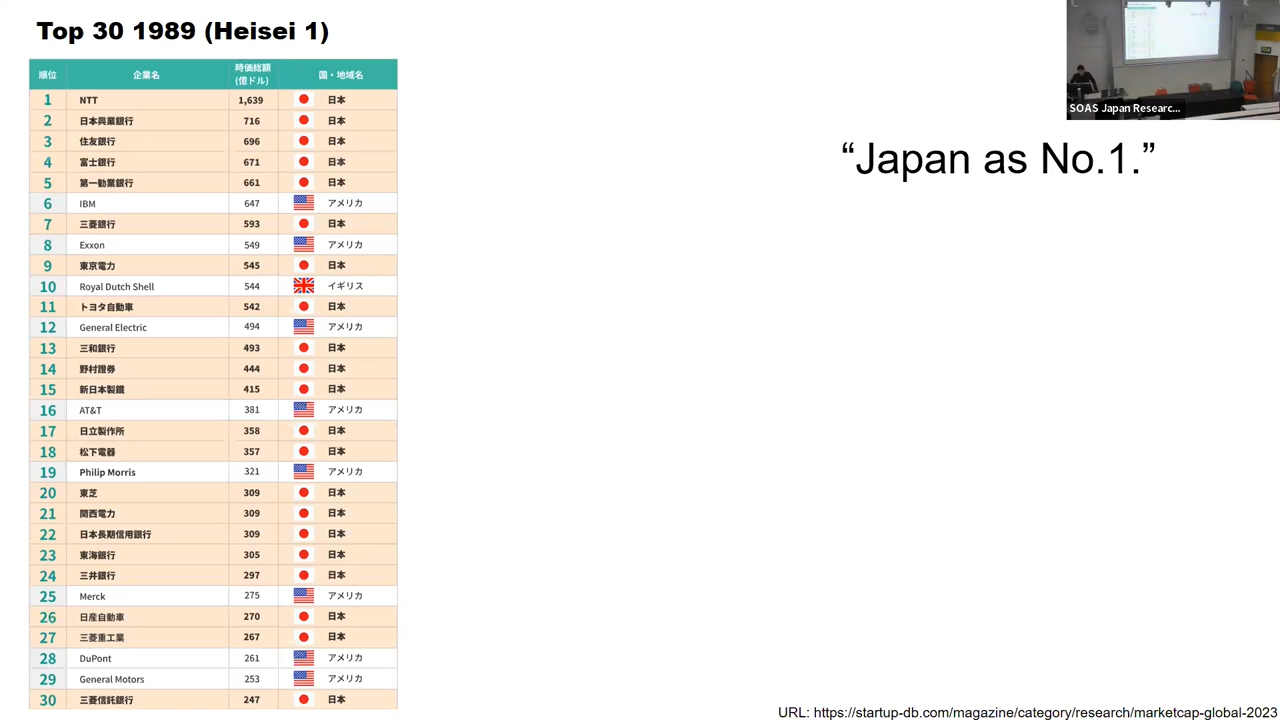 Top 30 1989 (Heisei 1)
順位 企業名 時価総額 (億ドル) 国・地域名
1 NTT 1,639 日本
2 日本興業銀行 716 日本
3 住友銀行 696 日本
4 富士銀行 671 日本
5 第一勧業銀行 661 日本
6 IBM 647 アメリカ
7 三菱銀行 593 日本
8 Exxon 549 アメリカ
9 東京電力 545 日本
10 Royal Dutch Shell 544 イギリス
11 トヨタ自動車 542 日本
12 General Electric 494 アメリカ
13 三和銀行 493 日本
14 野村證券 444 日本
15 新日本製鐵 415 日本
16 AT&T 381 アメリカ
17 日立製作所 358 日本
18 松下電器 357 日本
19 Philip Morris 321 アメリカ
20 東芝 309 日本
21 関西電力 309 日本
22 日本長期信用銀行 309 日本
23 東海銀行 305 日本
24 三井銀行 297 日本
25 Merck 275 アメリカ
26 日産自動車 270 日本
27 三菱重工業 267 日本
28 DuPont 261 アメリカ
29 General Motors 253 アメリカ
30 三菱信託銀行 247 日本
SOAS Japan Researc...
“Japan as No.1.”
URL: https://startup-db.com/magazine/category/research/marketcap-global-2023